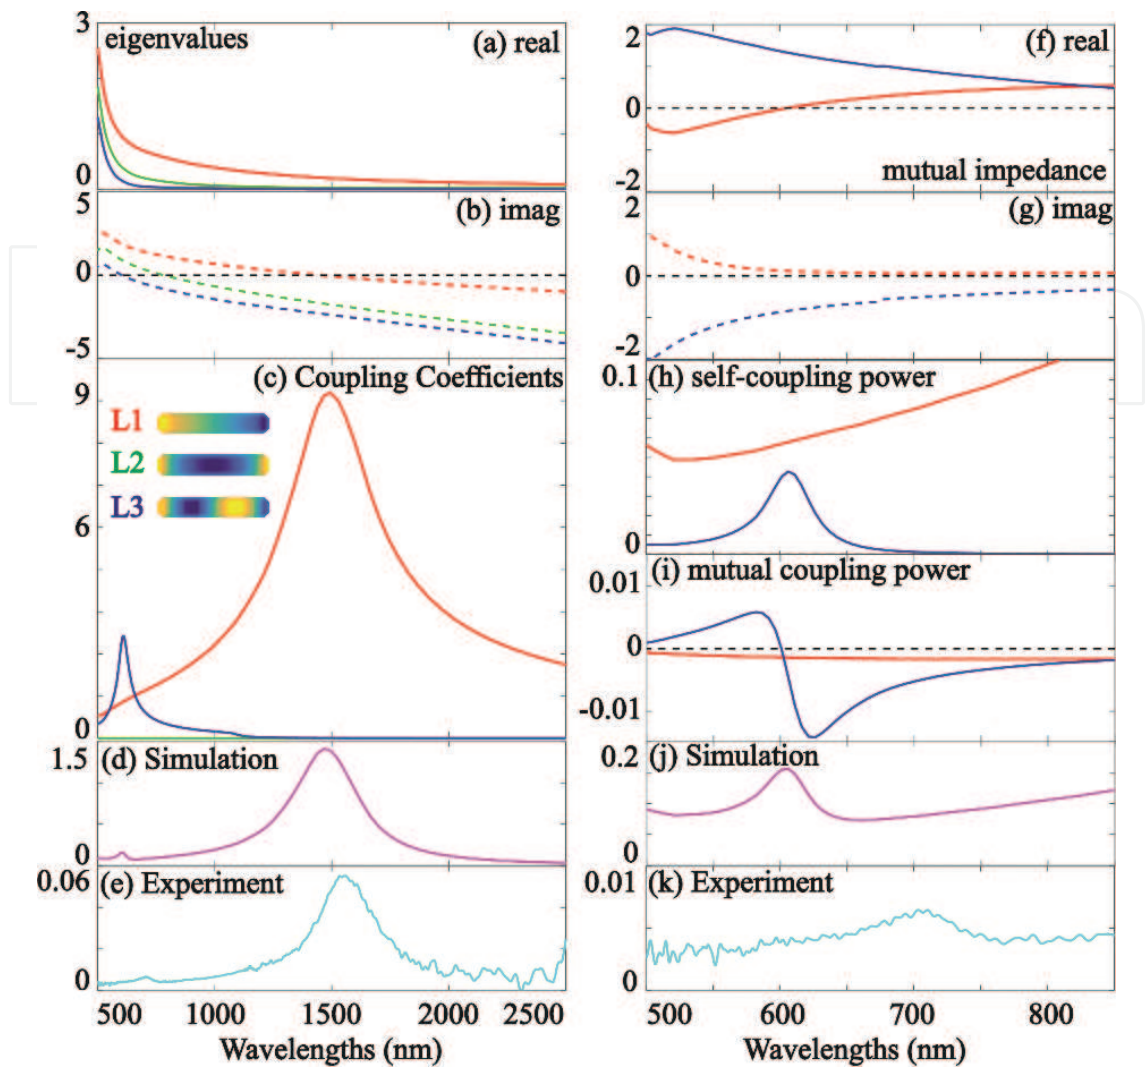 3
eigenvalues
(a) real
0
5
(b) imag
0
-5
(c) Coupling Coefficients
9
L1
L2
L3
6
0
1.5
(d) Simulation
0
0.06
(e) Experiment
0
500 1000 1500 2000 2500
Wavelengths (nm)
2
(f) real
0
mutual impedance
-2
2
(g) imag
0
-2
0.1
(h) self-coupling power
0
(i) mutual coupling power
0.01
0
-0.01
0.2
(j) Simulation
0
0.01
(k) Experiment
0
500 600 700 800
Wavelengths (nm)